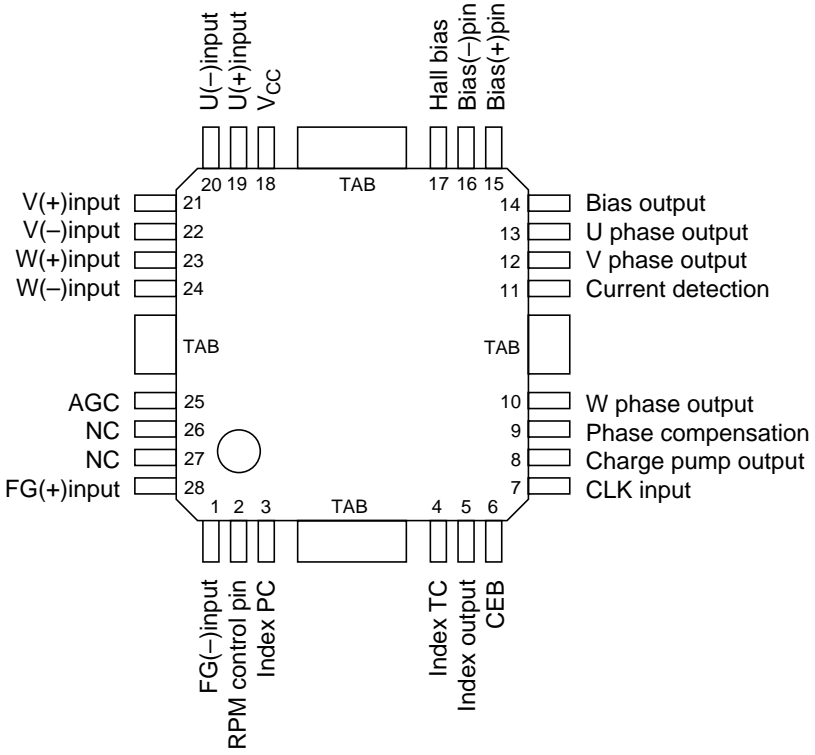 U(–)input
U(+)input
VCC
Hall bias
Bias(–)pin
Bias(+)pin
20 19 18 TAB 17 16 15
V(+)input 21 14 Bias output
V(–)input 22 13 U phase output
W(+)input 23 12 V phase output
W(–)input 24 11 Current detection
TAB TAB
AGC 25 10 W phase output
NC 26 9 Phase compensation
NC 27 8 Charge pump output
FG(+)input 28 7 CLK input
1 2 3 TAB 4 5 6
FG(–)input
RPM control pin
Index PC
Index TC
Index output
CEB